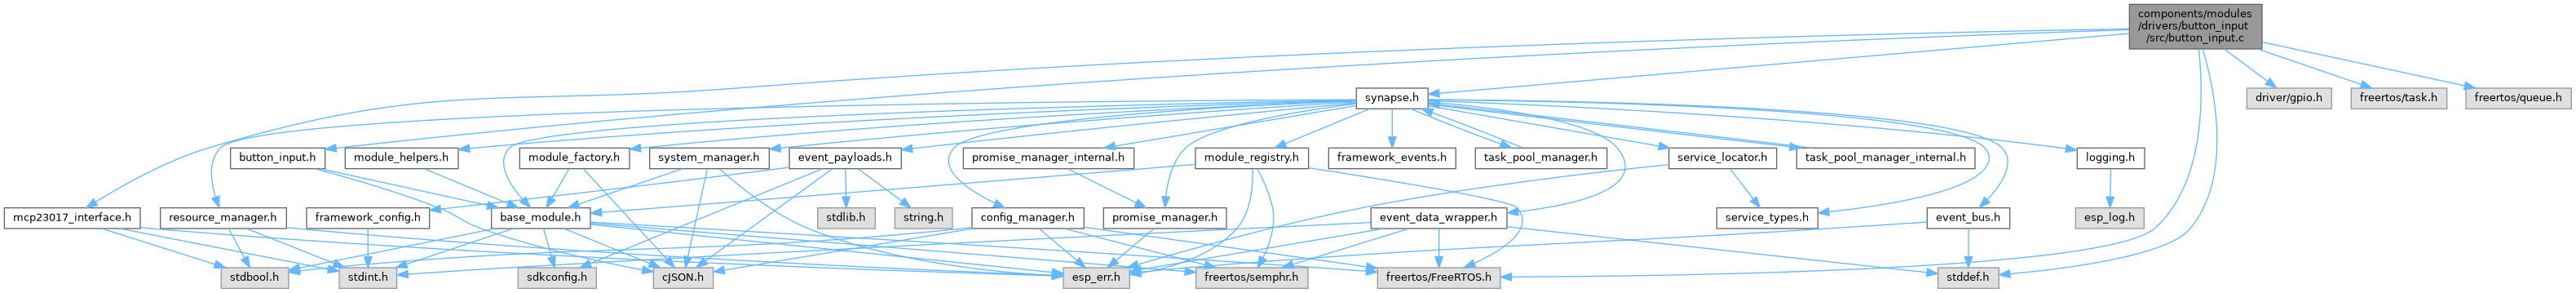 components/modules
/drivers/button_input
/src/button_input.c
synapse.h
driver/gpio.h
freertos/task.h
freertos/queue.h
button_input.h
module_helpers.h
module_factory.h
system_manager.h
event_payloads.h
promise_manager_internal.h
module_registry.h
framework_events.h
task_pool_manager.h
service_locator.h
task_pool_manager_internal.h
logging.h
mcp23017_interface.h
resource_manager.h
framework_config.h
base_module.h
stdlib.h
string.h
config_manager.h
promise_manager.h
event_data_wrapper.h
service_types.h
event_bus.h
esp_log.h
stdbool.h
stdint.h
sdkconfig.h
cJSON.h
esp_err.h
freertos/semphr.h
freertos/FreeRTOS.h
stddef.h